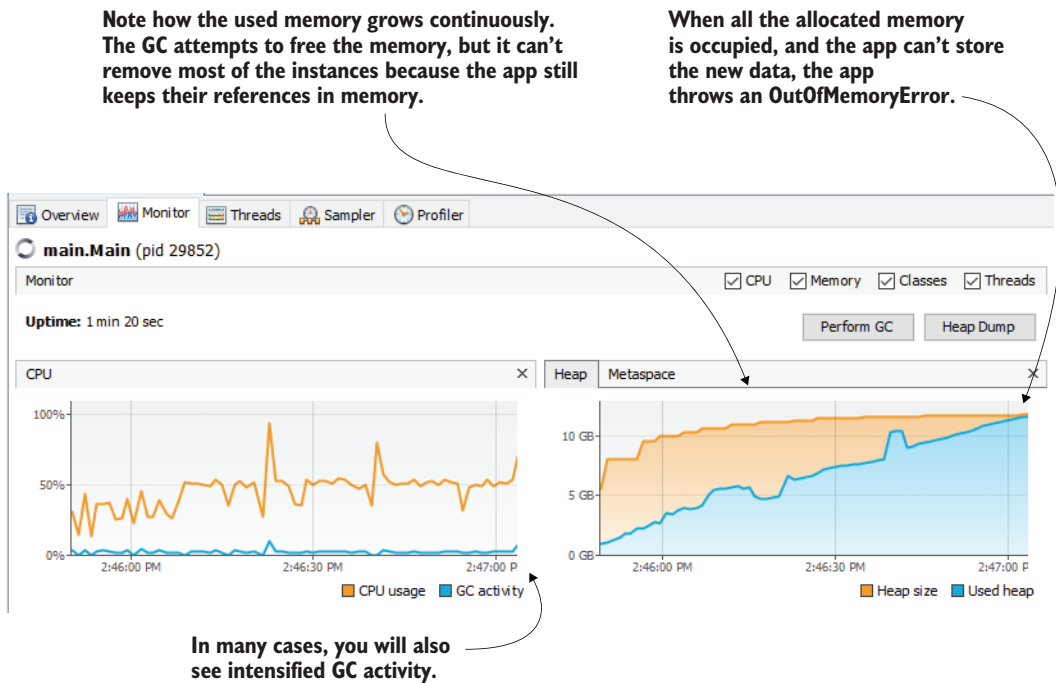 Note how the used memory grows continuously.
The GC attempts to free the memory, but it can't
remove most of the instances because the app still
keeps their references in memory.
When all the allocated memory
is occupied, and the app can't store
the new data, the app
throws an OutOfMemoryError.
Overview Monitor Threads Sampler Profiler
main.Main (pid 29852)
Monitor CPU Memory Classes Threads
Uptime: 1 min 20 sec Perform GC Heap Dump
CPU × Heap Metaspace ×
100%
50%
0%
2:46:00 PM 2:46:30 PM 2:47:00 P
CPU usage GC activity
10 GB
5 GB
0 GB
2:46:00 PM 2:46:30 PM 2:47:00 P
Heap size Used heap
In many cases, you will also
see intensified GC activity.